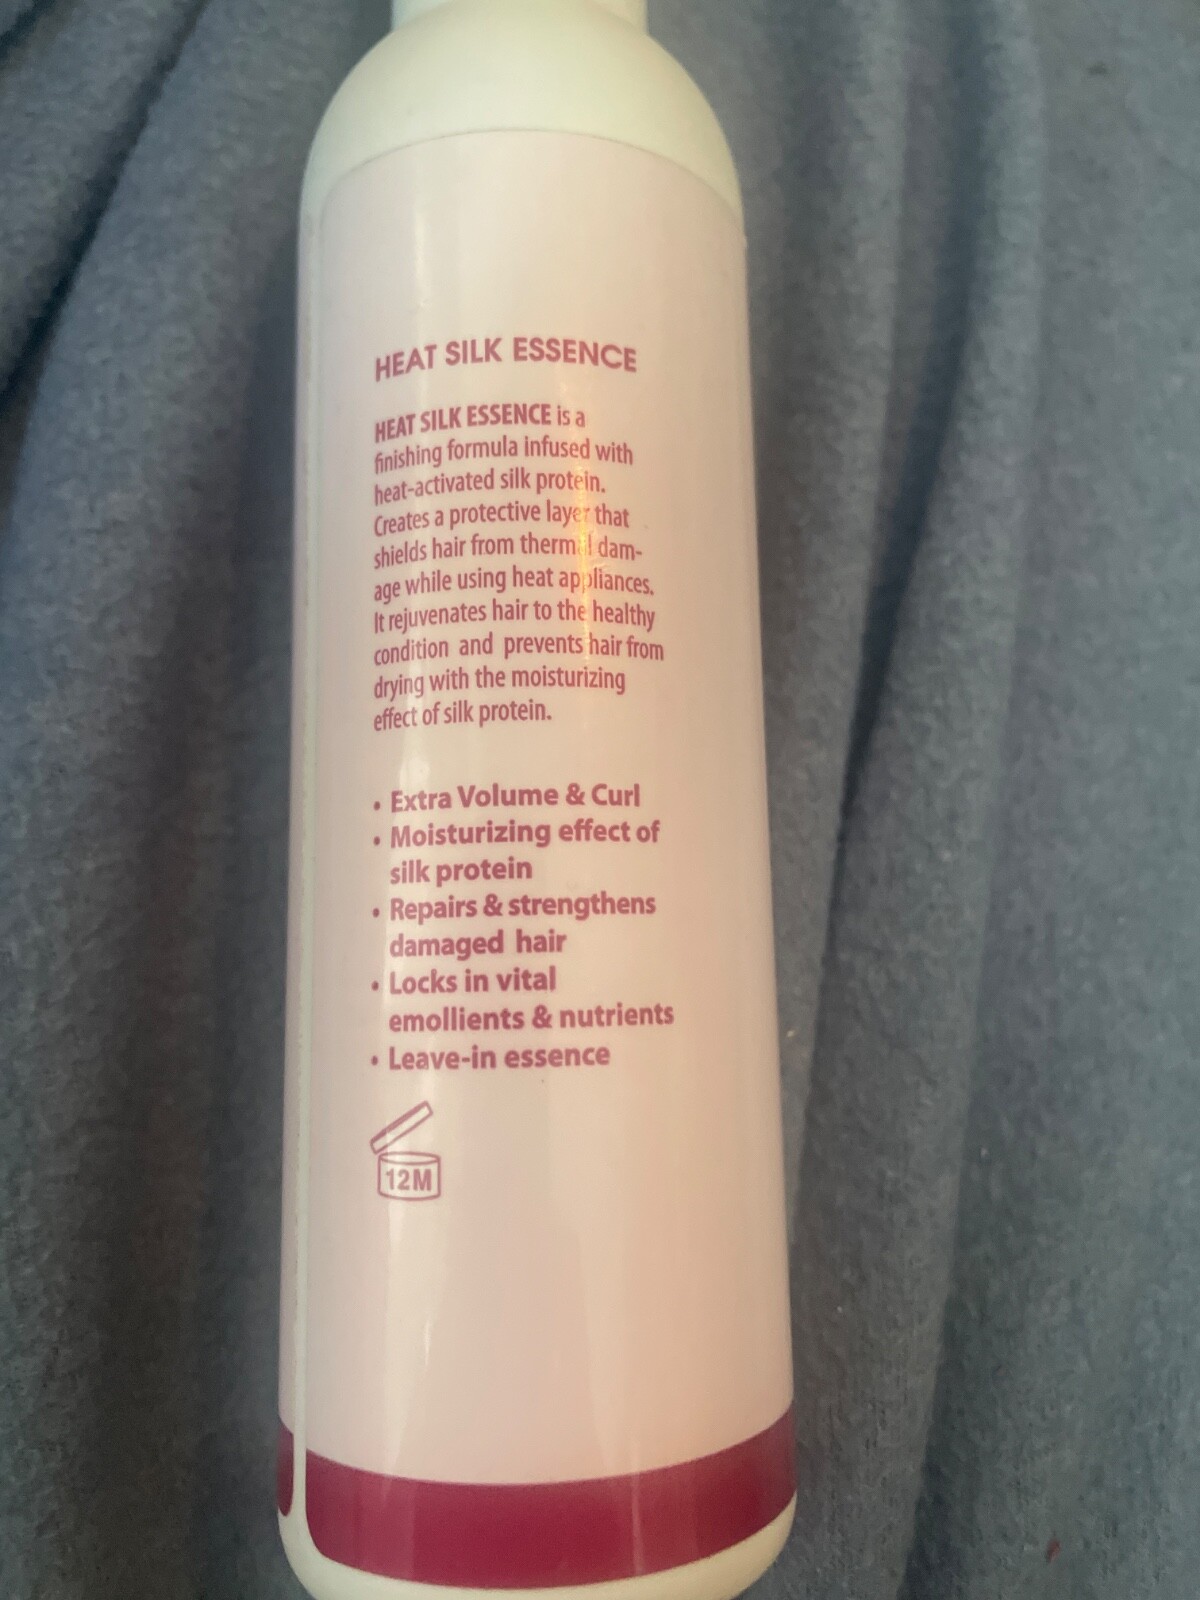 HEAT SILK ESSENCE
HEAT SILK ESSENCE is a
finishing formula infused with
heat-activated silk protein.
Creates a protective layer that
shields hair from thermal dam-
age while using heat appliances.
It rejuvenates hair to the healthy
condition and prevents hair from
drying with the moisturizing
effect of silk protein.
• Extra Volume & Curl
• Moisturizing effect of
silk protein
• Repairs & strengthens
damaged hair
• Locks in vital
emollients & nutrients
• Leave-in essence
12M